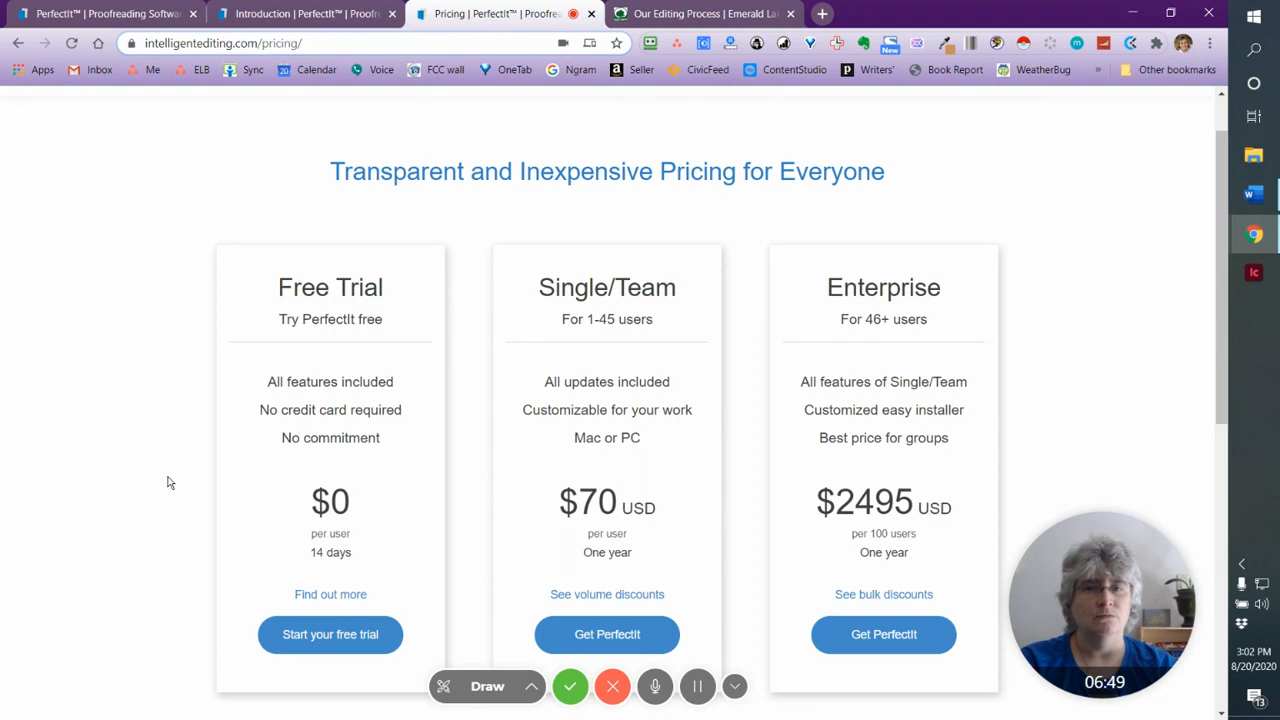 PerfectIt™ | Proofreading Softwa
Introduction | PerfectIt™ | Proofr
Pricing | PerfectIt™ | Proofrea
Our Editing Process | Emerald La
intelligentediting.com/pricing/
New
Apps
Inbox
Me
ELB
Sync
20
Calendar
Voice
FCC wall
OneTab
Ngram
Seller
CivicFeed
ContentStudio
Writers'
Book Report
WeatherBug
»
Other bookmarks
Transparent and Inexpensive Pricing for Everyone
Free Trial
Try PerfectIt free
All features included
No credit card required
No commitment
$0
per user
14 days
Find out more
Start your free trial
Single/Team
For 1-45 users
All updates included
Customizable for your work
Mac or PC
$70 USD
per user
One year
See volume discounts
Get PerfectIt
Enterprise
For 46+ users
All features of Single/Team
Customized easy installer
Best price for groups
$2495 USD
per 100 users
One year
See bulk discounts
Get PerfectIt
Draw
06:49
Ic
3:02 PM
8/20/2020
13